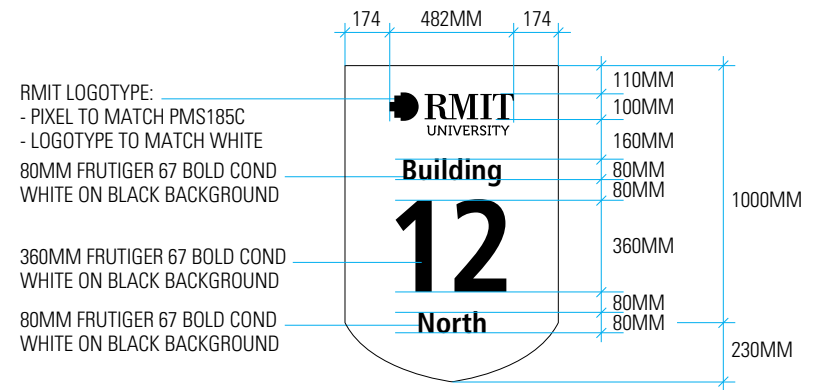 174 482MM 174
RMIT LOGOTYPE:
- PIXEL TO MATCH PMS185C
- LOGOTYPE TO MATCH WHITE
80MM FRUTIGER 67 BOLD COND
WHITE ON BLACK BACKGROUND
360MM FRUTIGER 67 BOLD COND
WHITE ON BLACK BACKGROUND
80MM FRUTIGER 67 BOLD COND
WHITE ON BLACK BACKGROUND
RMIT
UNIVERSITY
Building
12
North
110MM
100MM
160MM
80MM
80MM
360MM
80MM
80MM
1000MM
230MM